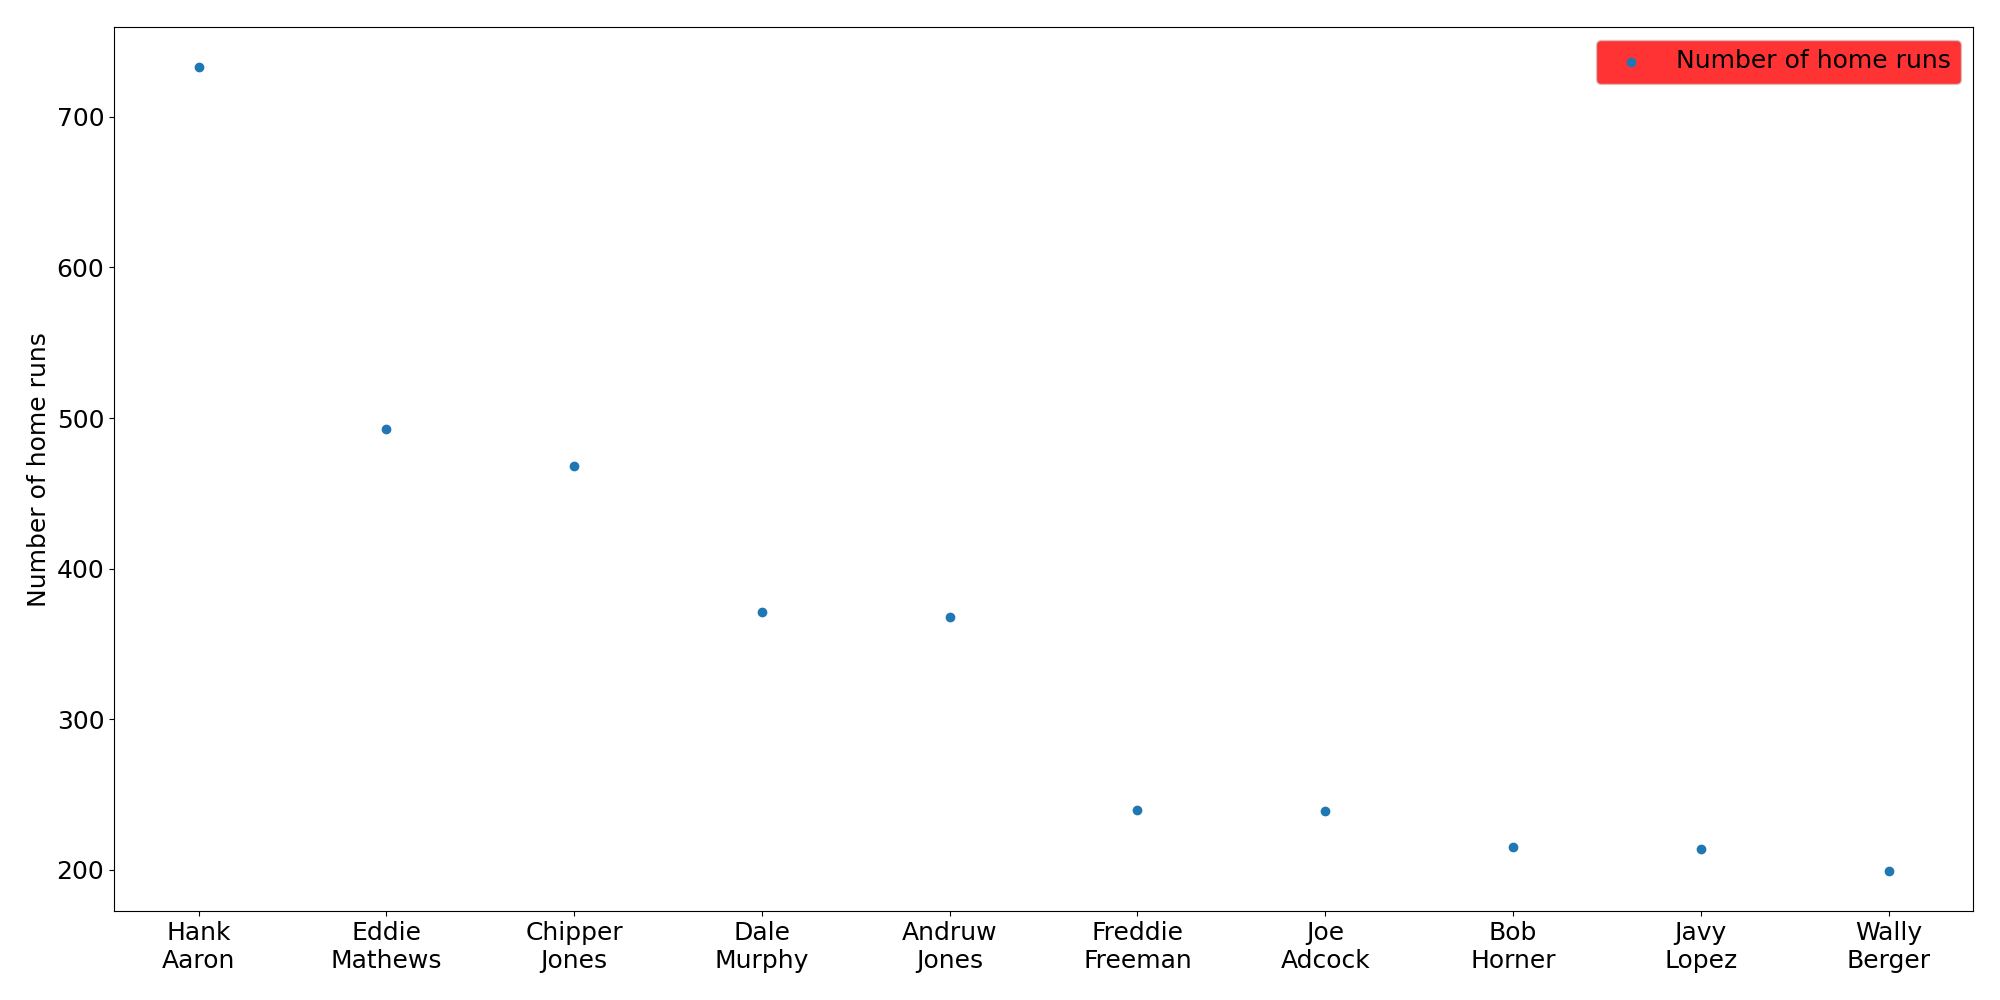 Number of home runs
700
600
500
400
300
200
Number of home runs
Hank
Aaron
Eddie
Mathews
Chipper
Jones
Dale
Murphy
Andruw
Jones
Freddie
Freeman
Joe
Adcock
Bob
Horner
Javy
Lopez
Wally
Berger